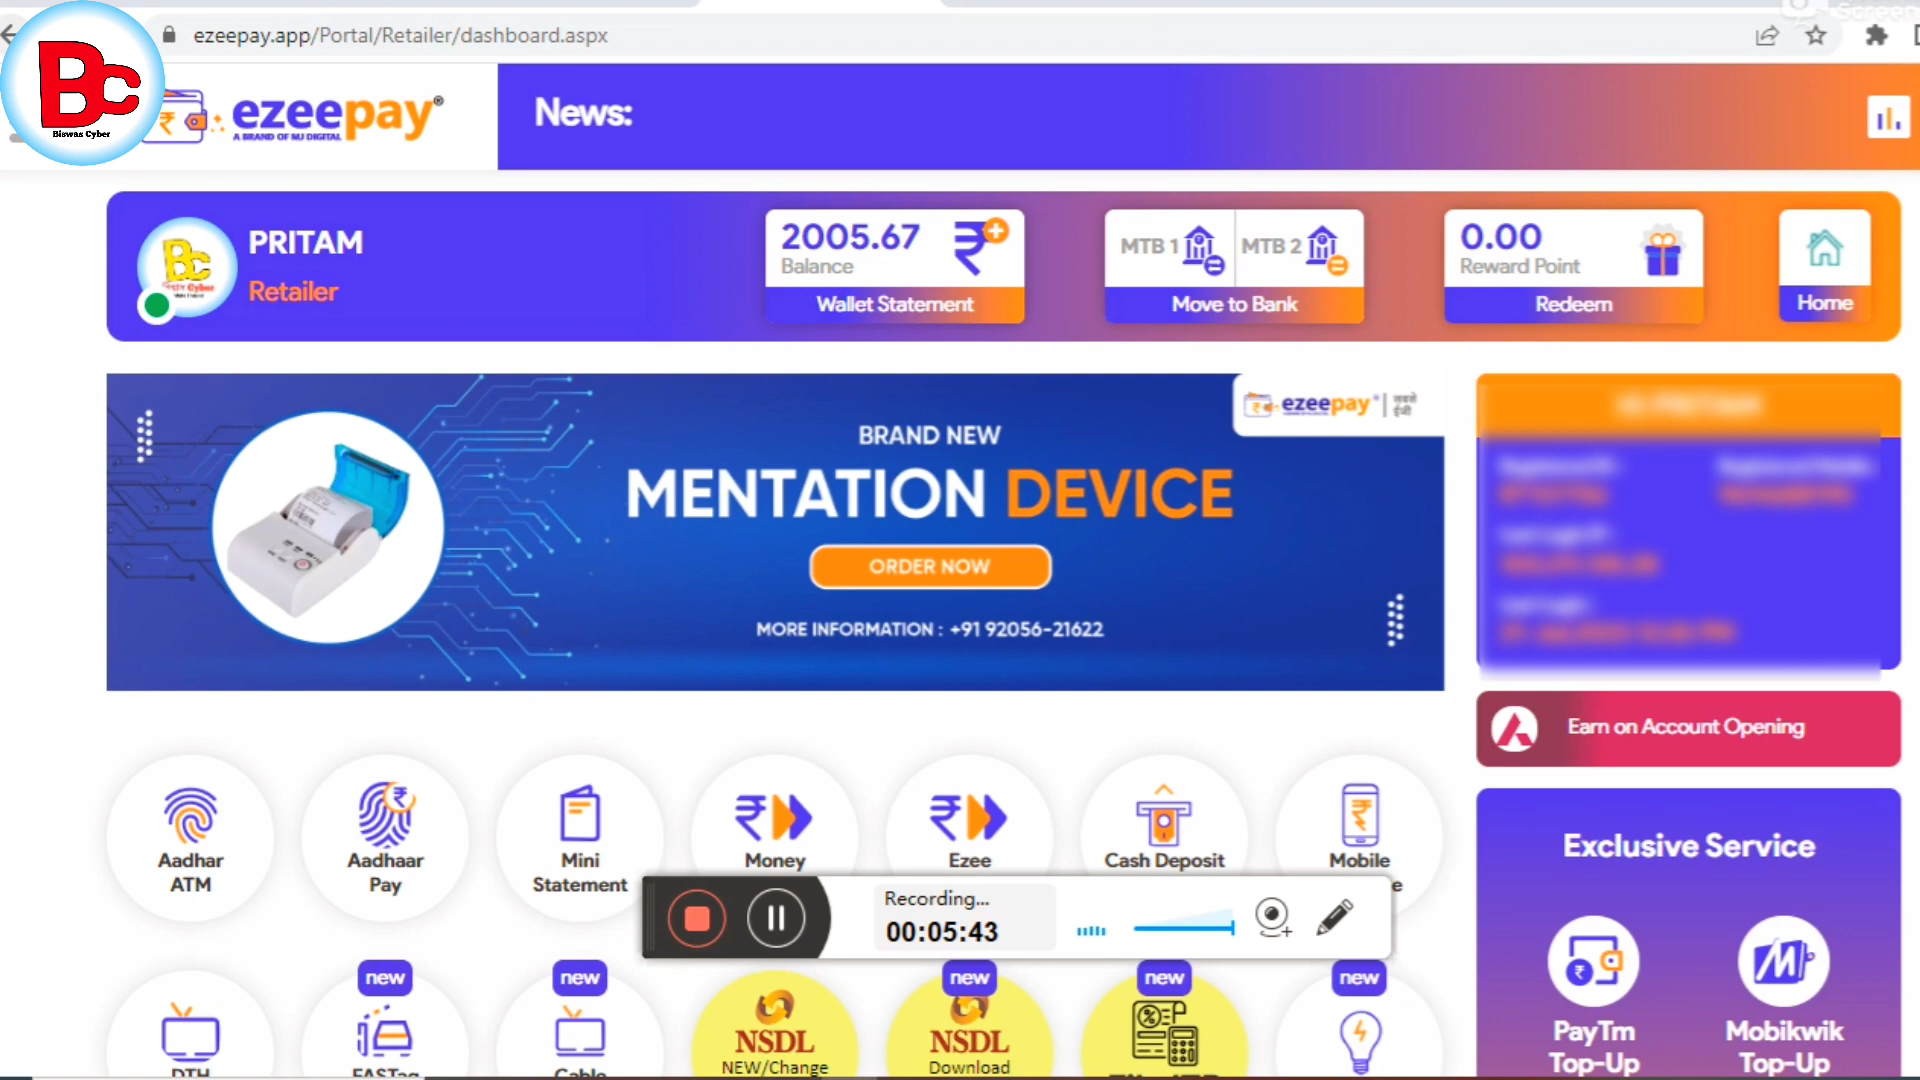 ezeepay.app/Portal/Retailer/dashboard.aspx
Bc
Biswas Cyber
ezeepay®
A BRAND OF MJ DIGITAL
News:
PRITAM
Retailer
2005.67
Balance
Wallet Statement
MTB 1
MTB 2
Move to Bank
0.00
Reward Point
Redeem
Home
ezeepay
BRAND NEW
MENTATION DEVICE
ORDER NOW
MORE INFORMATION : +91 92056-21622
Earn on Account Opening
Aadhar
ATM
Aadhaar
Pay
Mini
Statement
Money
Ezee
Cash Deposit
Mobile
Recording...
00:05:43
Exclusive Service
PayTm
Top-Up
Mobikwik
Top-Up
new
new
new
new
new
DTH
FASTag
Cable
NSDL
NEW/Change
NSDL
Download